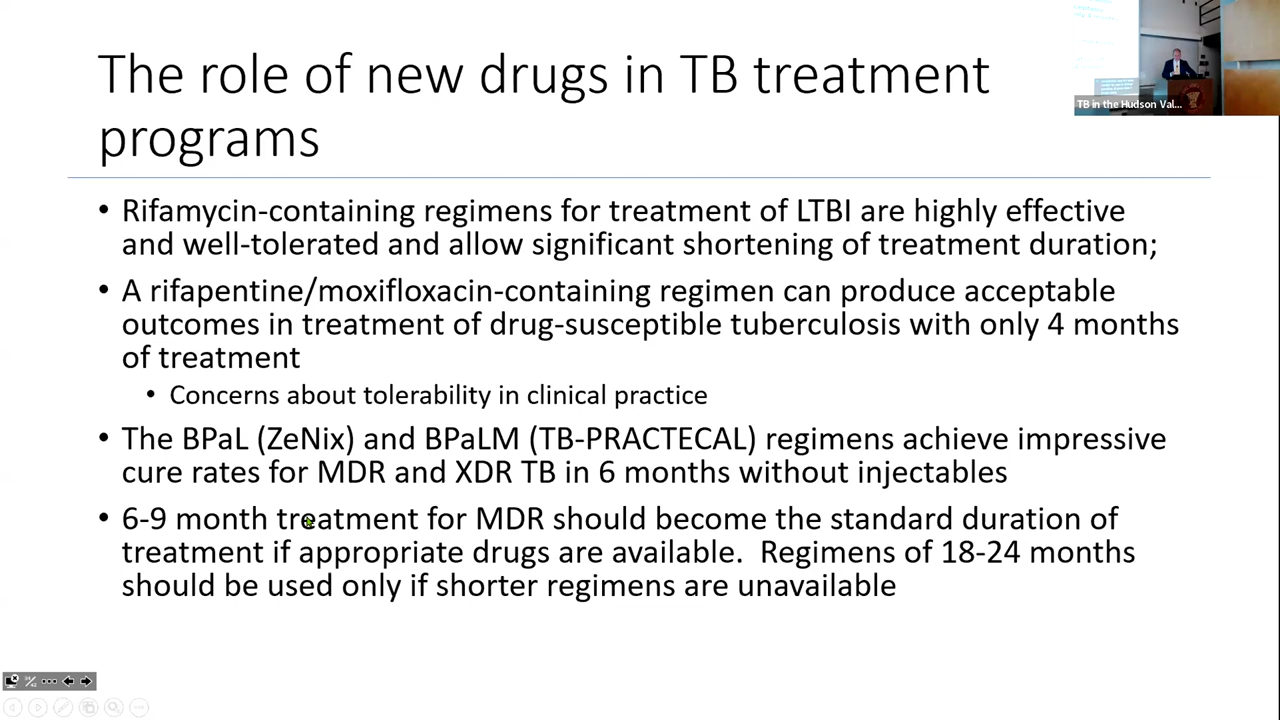 The role of new drugs in TB treatment
programs
TB in the Hudson Val...
• Rifamycin-containing regimens for treatment of LTBI are highly effective
and well-tolerated and allow significant shortening of treatment duration;
• A rifapentine/moxifloxacin-containing regimen can produce acceptable
outcomes in treatment of drug-susceptible tuberculosis with only 4 months
of treatment
• Concerns about tolerability in clinical practice
• The BPaL (ZeNix) and BPaLM (TB-PRACTECAL) regimens achieve impressive
cure rates for MDR and XDR TB in 6 months without injectables
• 6-9 month treatment for MDR should become the standard duration of
treatment if appropriate drugs are available.  Regimens of 18-24 months
should be used only if shorter regimens are unavailable